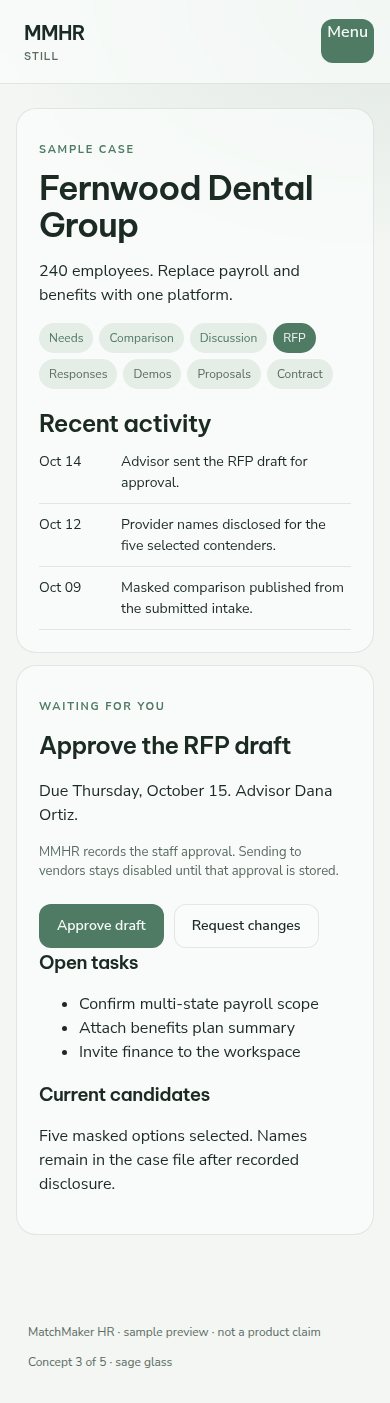 MMHR
STILL
Menu
SAMPLE CASE
Fernwood Dental
Group
240 employees. Replace payroll and
benefits with one platform.
Needs Comparison Discussion RFP
Responses Demos Proposals Contract
Recent activity
Oct 14 Advisor sent the RFP draft for
approval.
Oct 12 Provider names disclosed for the
five selected contenders.
Oct 09 Masked comparison published from
the submitted intake.
WAITING FOR YOU
Approve the RFP draft
Due Thursday, October 15. Advisor Dana
Ortiz.
MMHR records the staff approval. Sending to
vendors stays disabled until that approval is stored.
Approve draft Request changes
Open tasks
• Confirm multi-state payroll scope
• Attach benefits plan summary
• Invite finance to the workspace
Current candidates
Five masked options selected. Names
remain in the case file after recorded
disclosure.
MatchMaker HR · sample preview · not a product claim
Concept 3 of 5 · sage glass